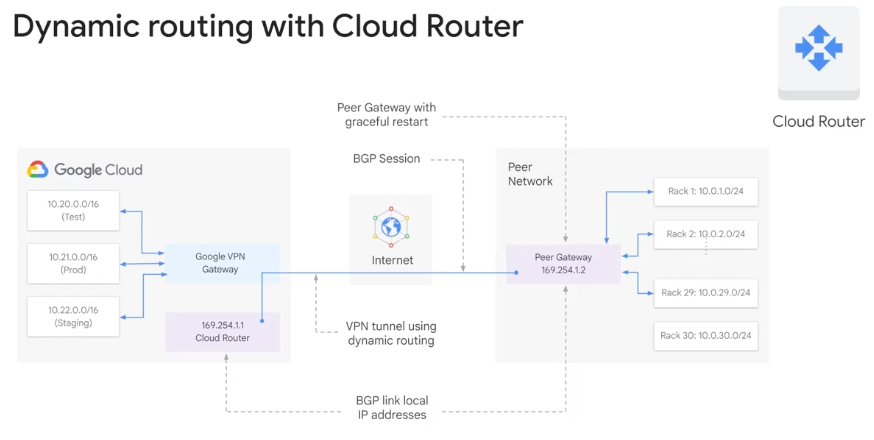 Dynamic routing with Cloud Router
Cloud Router
Peer Gateway with
graceful restart
BGP Session
Google Cloud
10.20.0.0/16
(Test)
10.21.0.0/16
(Prod)
10.22.0.0/16
(Staging)
Google VPN
Gateway
169.254.1.1
Cloud Router
Internet
VPN tunnel using
dynamic routing
BGP link local
IP addresses
Peer
Network
Peer Gateway
169.254.1.2
Rack 1: 10.0.1.0/24
Rack 2: 10.0.2.0/24
Rack 29: 10.0.29.0/24
Rack 30: 10.0.30.0/24